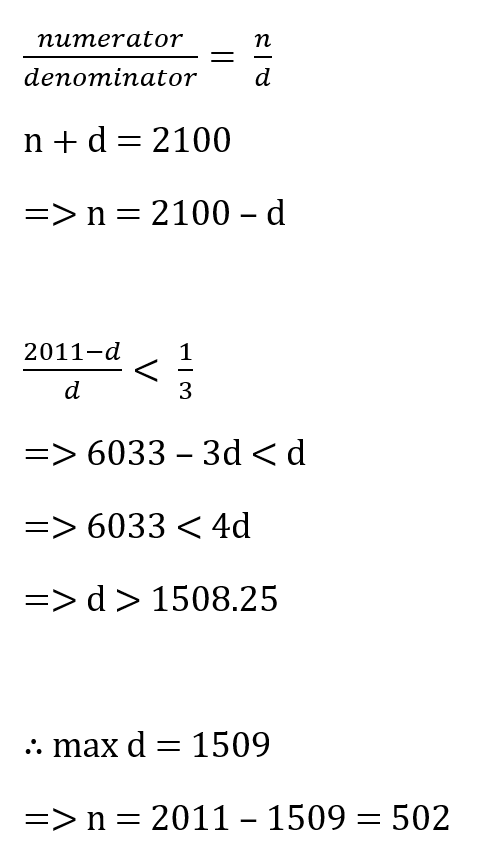 numerator/denominator = n/d
n + d = 2100
=> n = 2100 – d
2011−d/d < 1/3
=> 6033 – 3d < d
=> 6033 < 4d
=> d > 1508.25
∴ max d = 1509
=> n = 2011 – 1509 = 502